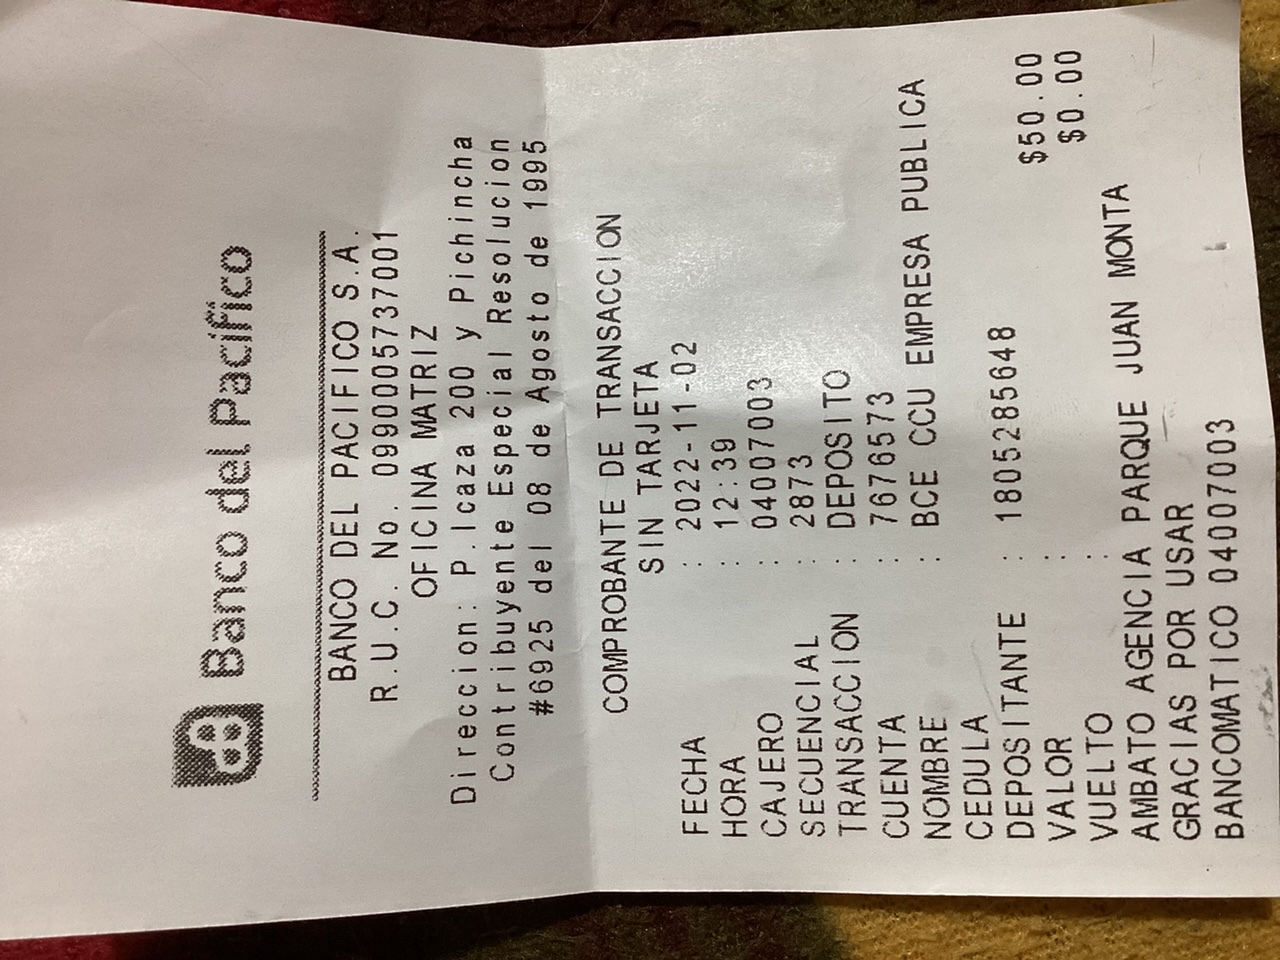 Banco del Pacífico
BANCO DEL PACIFICO S.A.
R.U.C. No. 0990005737001
OFICINA MATRIZ
Direccion: P.Icaza 200 y Pichincha
Contribuyente Especial Resolucion
#6925 del 08 de Agosto de 1995
COMPROBANTE DE TRANSACCION
SIN TARJETA
FECHA : 2022-11-02
HORA : 12:39
CAJERO : 04007003
SECUENCIAL : 2873
TRANSACCION : DEPOSITO
CUENTA : 7676573
NOMBRE : BCE CCU EMPRESA PUBLICA
CEDULA
DEPOSITANTE : 1805285648
VALOR : $50.00
VUELTO : $0.00
AMBATO AGENCIA PARQUE JUAN MONTA
GRACIAS POR USAR
BANCOMATICO 04007003